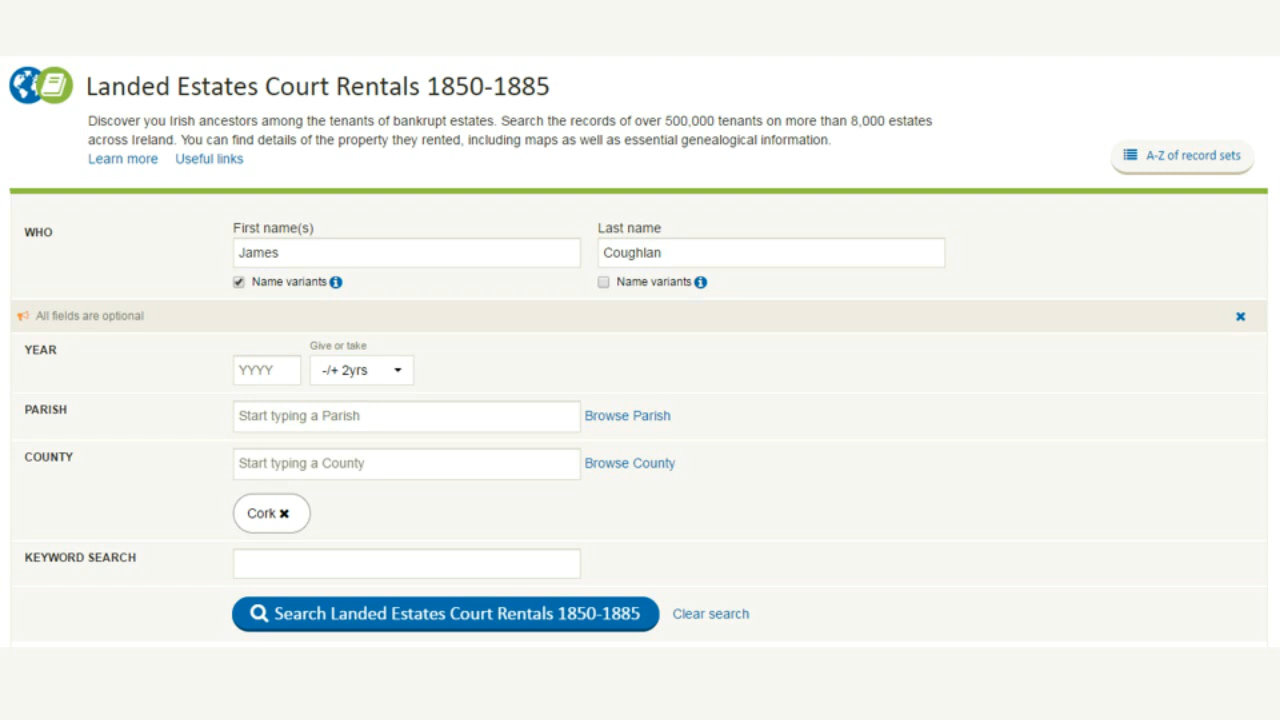 Landed Estates Court Rentals 1850-1885
Discover you Irish ancestors among the tenants of bankrupt estates. Search the records of over 500,000 tenants on more than 8,000 estates
across Ireland. You can find details of the property they rented, including maps as well as essential genealogical information.
Learn more Useful links
A-Z of record sets
WHO
First name(s) Last name
James Coughlan
Name variants Name variants
All fields are optional
YEAR
Give or take
YYYY -/+ 2yrs
PARISH
Start typing a Parish Browse Parish
COUNTY
Start typing a County Browse County
Cork
KEYWORD SEARCH
Search Landed Estates Court Rentals 1850-1885 Clear search